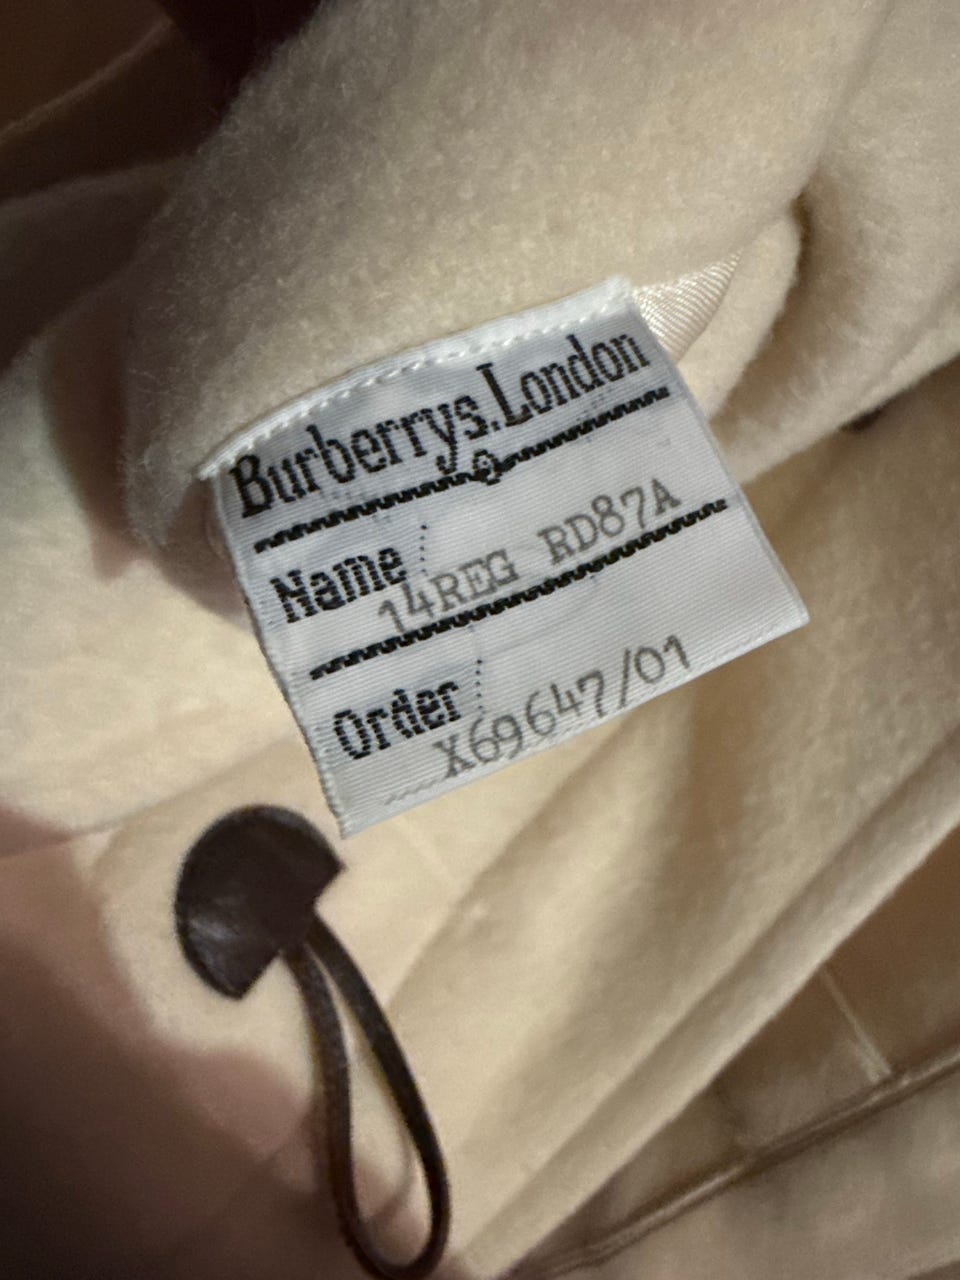 Burberrys. London
Name
14REG RD87A
Order
X69647/01